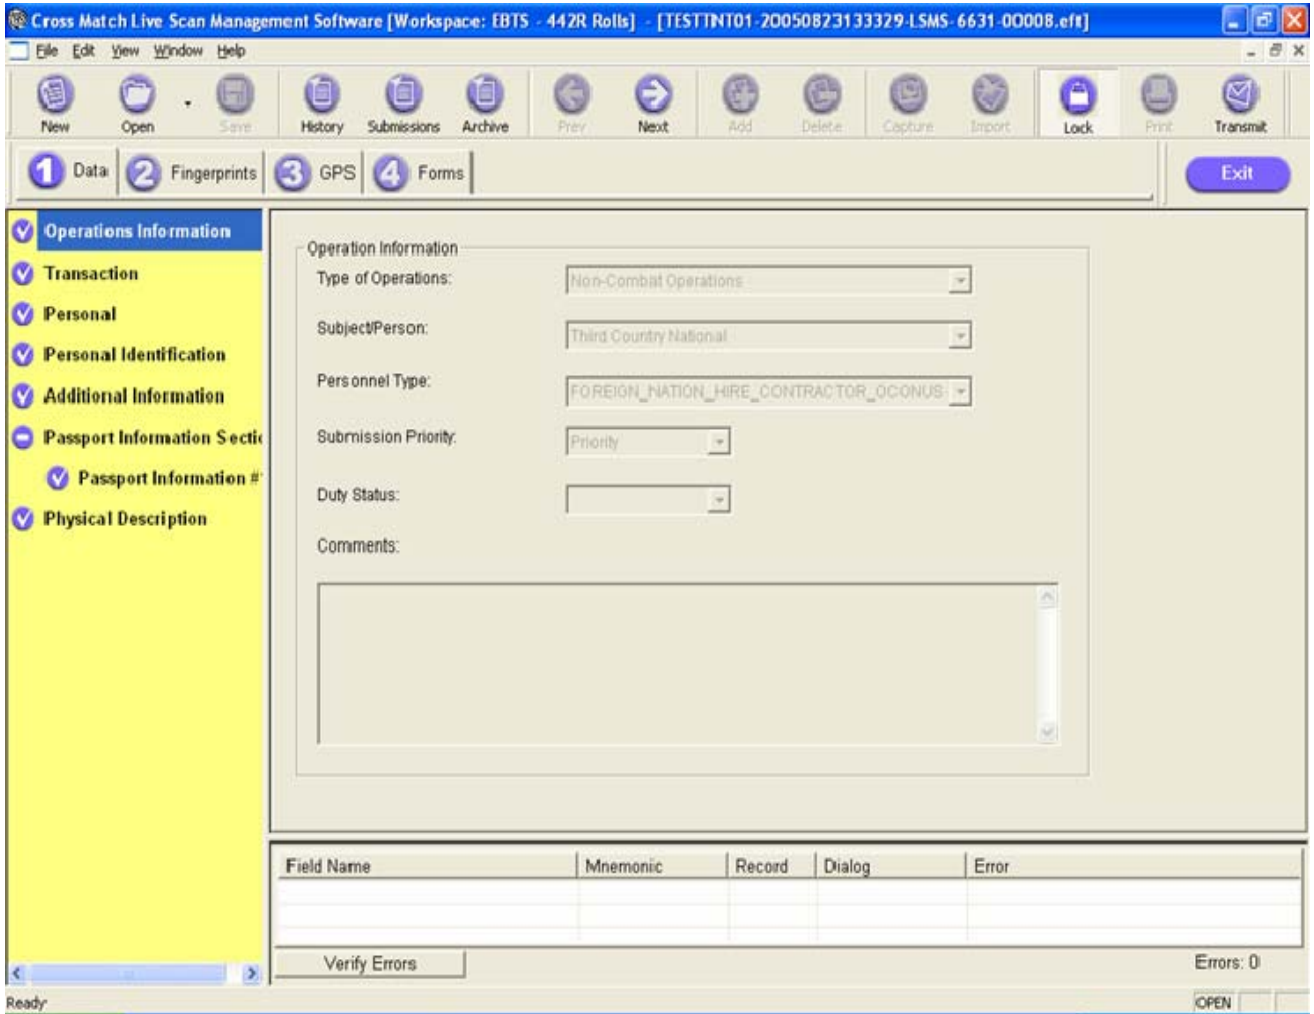 Cross Match Live Scan Management Software [Workspace: EBTS - 442R Rolls] - [TESTTNT01-20050823133329-LSMS-6631-00008.eft]
File Edit View Window Help
New Open Save History Submissions Archive Prev Next Add Delete Capture Import Lock Print Transmit
1 Data 2 Fingerprints 3 GPS 4 Forms Exit
Operations Information
Transaction
Personal
Personal Identification
Additional Information
Passport Information Sectio
Passport Information #
Physical Description
Operation Information
Type of Operations: Non-Combat Operations
Subject/Person: Third Country National
Personnel Type: FOREIGN_NATION_HIRE_CONTRACTOR_OCONUS
Submission Priority: Priority
Duty Status:
Comments:
Field Name Mnemonic Record Dialog Error
Verify Errors Errors: 0
Ready OPEN